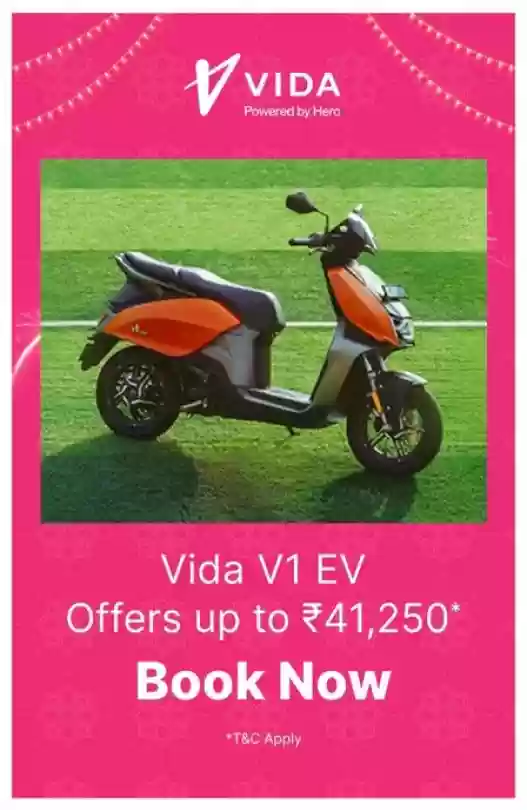 VIDA
Powered by Hero
Vida V1 EV
Offers up to ₹41,250*
Book Now
*T&C Apply